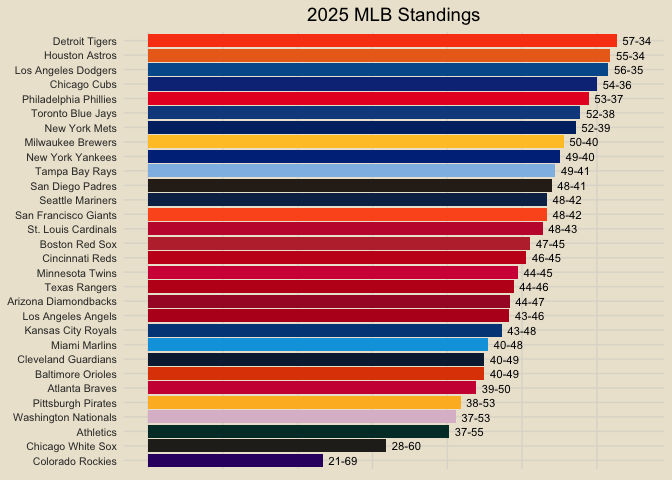 2025 MLB Standings
Detroit Tigers 57-34
Houston Astros 55-34
Los Angeles Dodgers 56-35
Chicago Cubs 54-36
Philadelphia Phillies 53-37
Toronto Blue Jays 52-38
New York Mets 52-39
Milwaukee Brewers 50-40
New York Yankees 49-40
Tampa Bay Rays 49-41
San Diego Padres 48-41
Seattle Mariners 48-42
San Francisco Giants 48-42
St. Louis Cardinals 48-43
Boston Red Sox 47-45
Cincinnati Reds 46-45
Minnesota Twins 44-45
Texas Rangers 44-46
Arizona Diamondbacks 44-47
Los Angeles Angels 43-46
Kansas City Royals 43-48
Miami Marlins 40-48
Cleveland Guardians 40-49
Baltimore Orioles 40-49
Atlanta Braves 39-50
Pittsburgh Pirates 38-53
Washington Nationals 37-53
Athletics 37-55
Chicago White Sox 28-60
Colorado Rockies 21-69